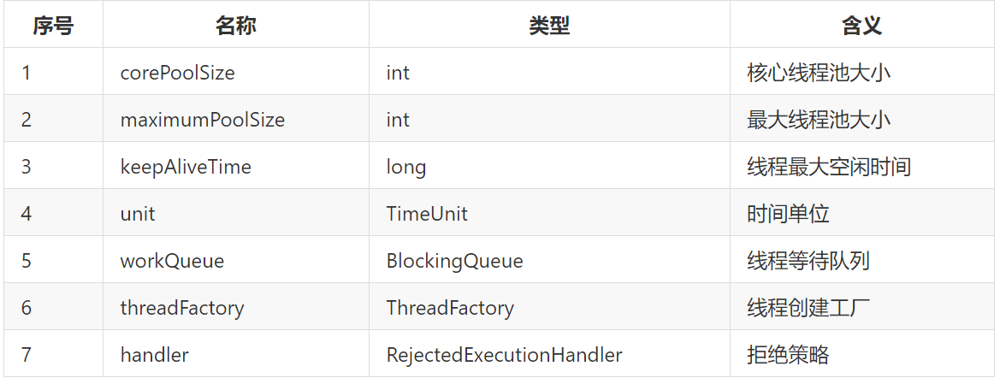 序号 名称 类型 含义
1 corePoolSize int 核心线程池大小
2 maximumPoolSize int 最大线程池大小
3 keepAliveTime long 线程最大空闲时间
4 unit TimeUnit 时间单位
5 workQueue BlockingQueue 线程等待队列
6 threadFactory ThreadFactory 线程创建工厂
7 handler RejectedExecutionHandler 拒绝策略